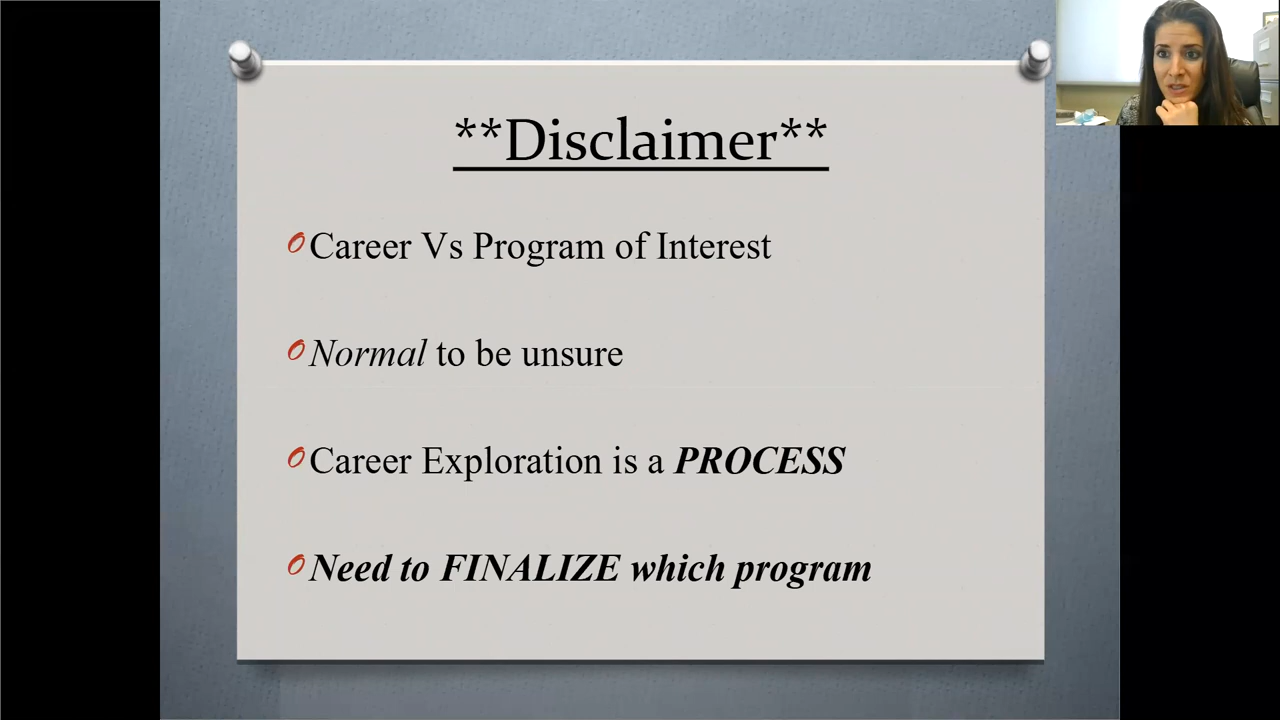 **Disclaimer**
Career Vs Program of Interest
Normal to be unsure
Career Exploration is a PROCESS
Need to FINALIZE which program